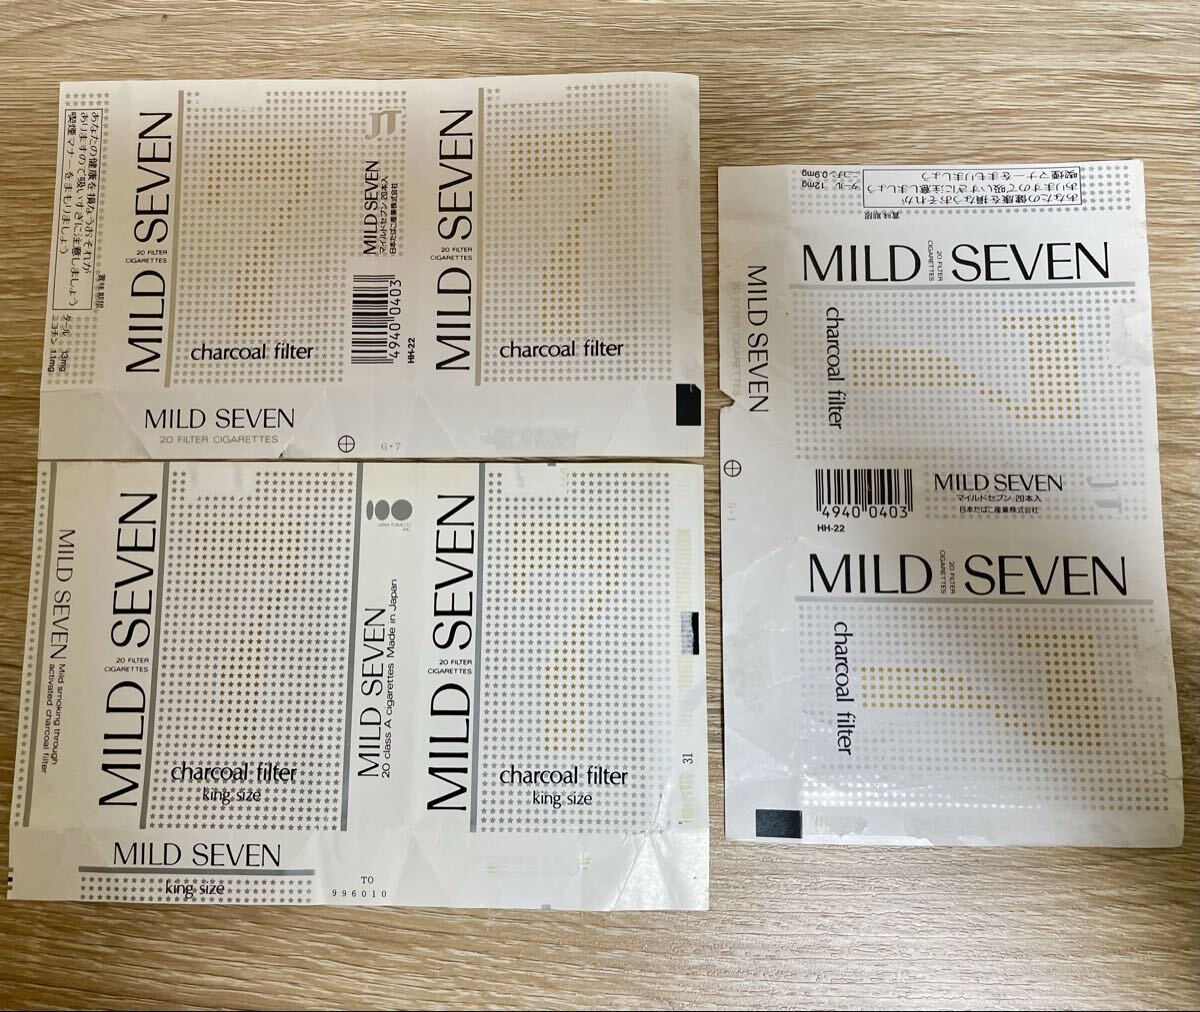 あなたの健康を損なうおそれが
ありますので吸いすぎに注意しましょう
喫煙マナーをまもりましょう
賞味期限
タール 13mg
ニコチン 1.1mg
MILD SEVEN
20 FILTER
CIGARETTES
charcoal filter
JT
MILD SEVEN
マイルドセブン 20本入
日本たばこ産業株式会社
4940 0403
HH-22
MILD SEVEN
20 FILTER
CIGARETTES
charcoal filter
MILD SEVEN
20 FILTER CIGARETTES
6・7
MILD SEVEN
Mild smoking through
activated charcoal filter
MILD SEVEN
20 FILTER
CIGARETTES
charcoal filter
king size
JAPAN TOBACCO
INC.
MILD SEVEN
20 class A cigarettes Made in Japan
MILD SEVEN
20 FILTER
CIGARETTES
charcoal filter
king size
31
MILD SEVEN
king size
TO
996010
あなたの健康を損なうおそれが
ありますので吸いすぎに注意しましょう
喫煙マナーをまもりましょう
賞味期限
タール 12mg
ニコチン 0.9mg
MILD SEVEN
20 FILTER
CIGARETTES
charcoal filter
MILD SEVEN
20 FILTER CIGARETTES
5・1
4940 0403
HH-22
MILD SEVEN
マイルドセブン 20本入
日本たばこ産業株式会社
JT
MILD SEVEN
20 FILTER
CIGARETTES
charcoal filter